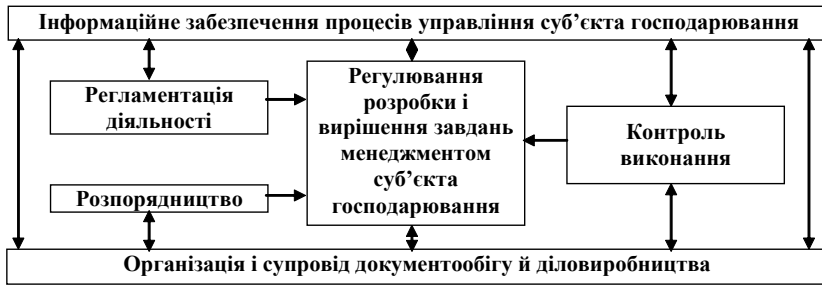 Інформаційне забезпечення процесів управління суб’єкта господарювання
Регламентація
діяльності
Розпорядництво
Регулювання
розробки і
вирішення завдань
менеджментом
суб’єкта
господарювання
Контроль
виконання
Організація і супровід документообігу й діловиробництва